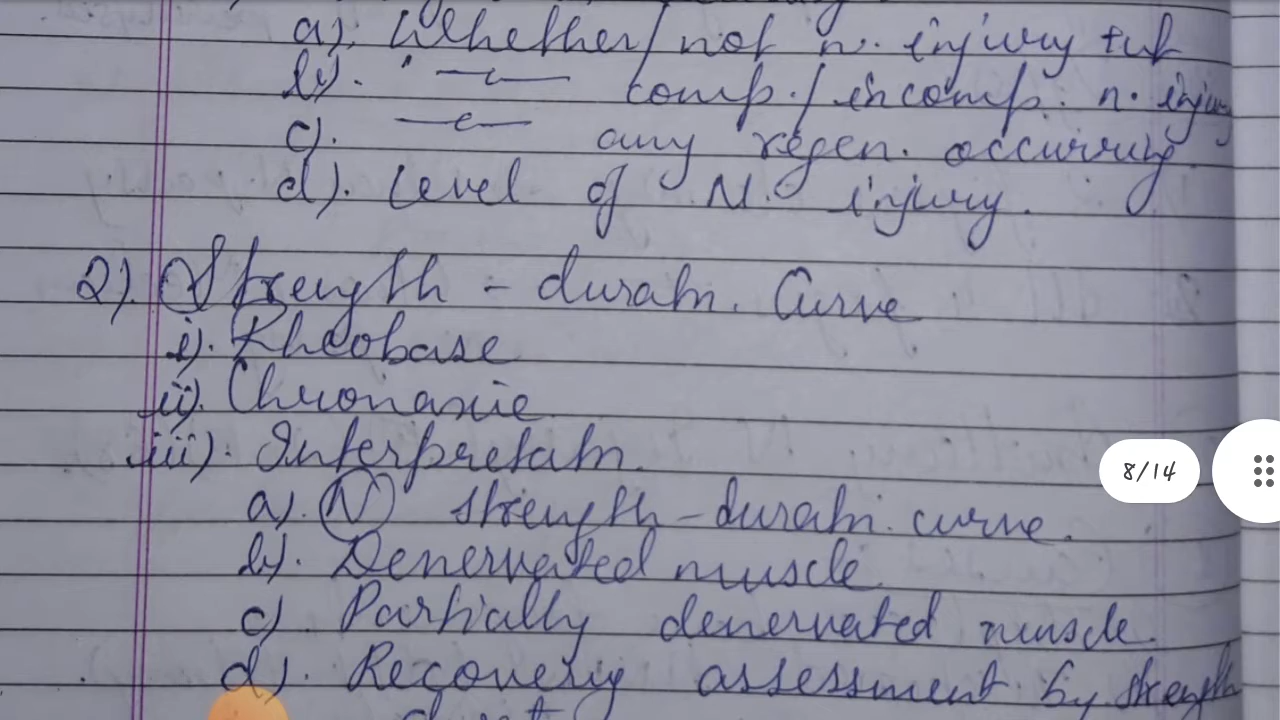 a). Whether/not n. injury
b). —"— comp./incomp. n. injury
c). —"— any regen. occurring
d). Level of N. injury.
2). Strength - duratn. Curve
i). Rheobase
ii). Chronaxie
iii). Interpretatn.
a). (N) strength-duratn. curve.
b). Denervated muscle.
c). Partially denervated muscle.
d). Recovery assessment by strength
8/14